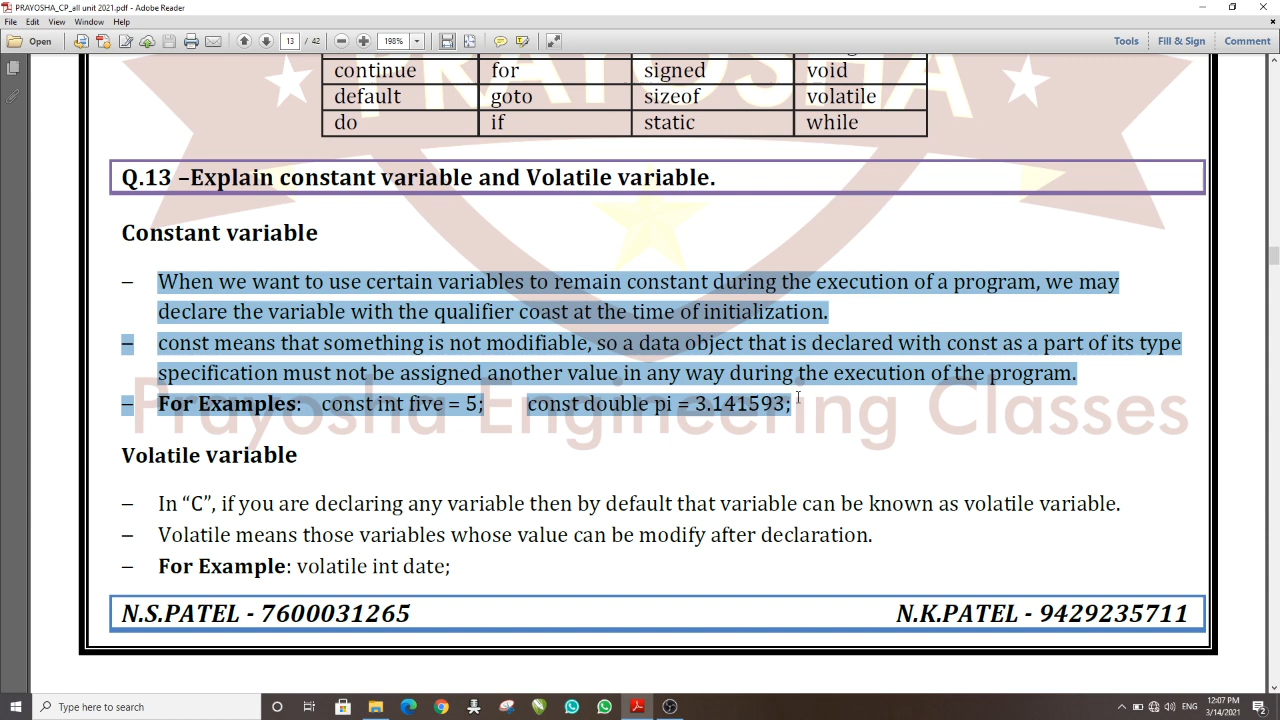 PRAYOSHA_CP_all unit 2021.pdf - Adobe Reader
File Edit View Window Help
Open 13 / 42 198% Tools Fill & Sign Comment
PRAYOSHA
continue for signed void
default goto sizeof volatile
do if static while
Q.13 –Explain constant variable and Volatile variable.
Constant variable
– When we want to use certain variables to remain constant during the execution of a program, we may
declare the variable with the qualifier coast at the time of initialization.
– const means that something is not modifiable, so a data object that is declared with const as a part of its type
specification must not be assigned another value in any way during the execution of the program.
– For Examples: const int five = 5; const double pi = 3.141593;
Prayosha Engineering Classes
Volatile variable
– In “C”, if you are declaring any variable then by default that variable can be known as volatile variable.
– Volatile means those variables whose value can be modify after declaration.
– For Example: volatile int date;
N.S.PATEL - 7600031265 N.K.PATEL - 9429235711
Type here to search
ENG
12:07 PM
3/14/2021
2